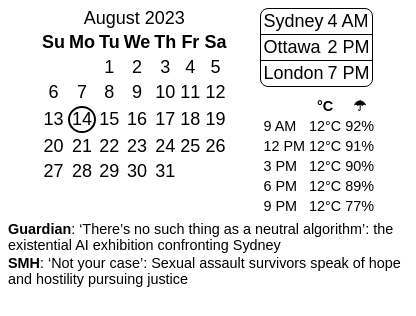 August 2023
Su Mo Tu We Th Fr Sa
1 2 3 4 5
6 7 8 9 10 11 12
13 14 15 16 17 18 19
20 21 22 23 24 25 26
27 28 29 30 31
Sydney 4 AM
Ottawa 2 PM
London 7 PM
°C ☂
9 AM 12°C 92%
12 PM 12°C 91%
3 PM 12°C 90%
6 PM 12°C 89%
9 PM 12°C 77%
Guardian: ‘There’s no such thing as a neutral algorithm’: the
existential AI exhibition confronting Sydney
SMH: ‘Not your case’: Sexual assault survivors speak of hope
and hostility pursuing justice